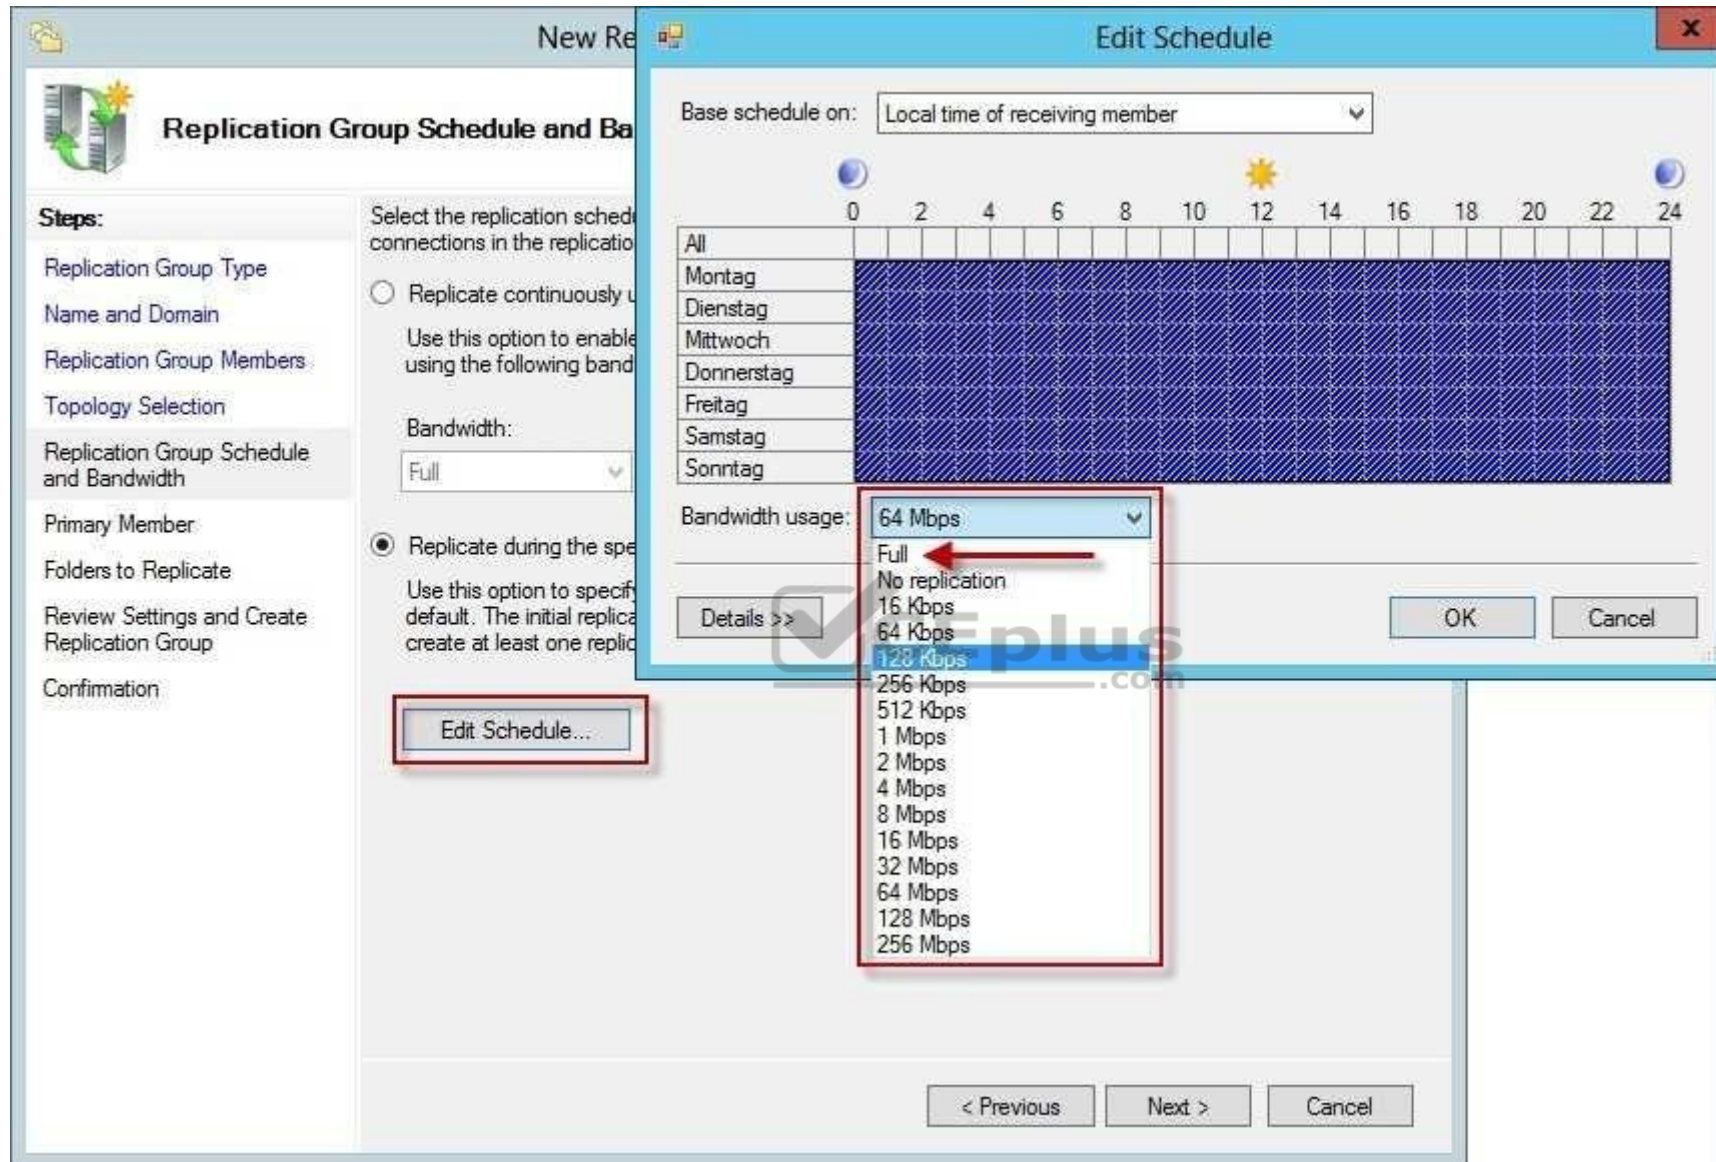 New Re
Replication Group Schedule and Ba
Steps:
Replication Group Type
Name and Domain
Replication Group Members
Topology Selection
Replication Group Schedule
and Bandwidth
Primary Member
Folders to Replicate
Review Settings and Create
Replication Group
Confirmation
Select the replication schedu
connections in the replicatio
Replicate continuously u
Use this option to enable
using the following band
Bandwidth:
Full
Replicate during the spe
Use this option to specify
default. The initial replica
create at least one replic
Edit Schedule...
< Previous Next > Cancel
Edit Schedule
x
Base schedule on: Local time of receiving member
0 2 4 6 8 10 12 14 16 18 20 22 24
All
Montag
Dienstag
Mittwoch
Donnerstag
Freitag
Samstag
Sonntag
Bandwidth usage: 64 Mbps
Full
No replication
16 Kbps
64 Kbps
128 Kbps
256 Kbps
512 Kbps
1 Mbps
2 Mbps
4 Mbps
8 Mbps
16 Mbps
32 Mbps
64 Mbps
128 Mbps
256 Mbps
Details >> OK Cancel
Eplus
.com